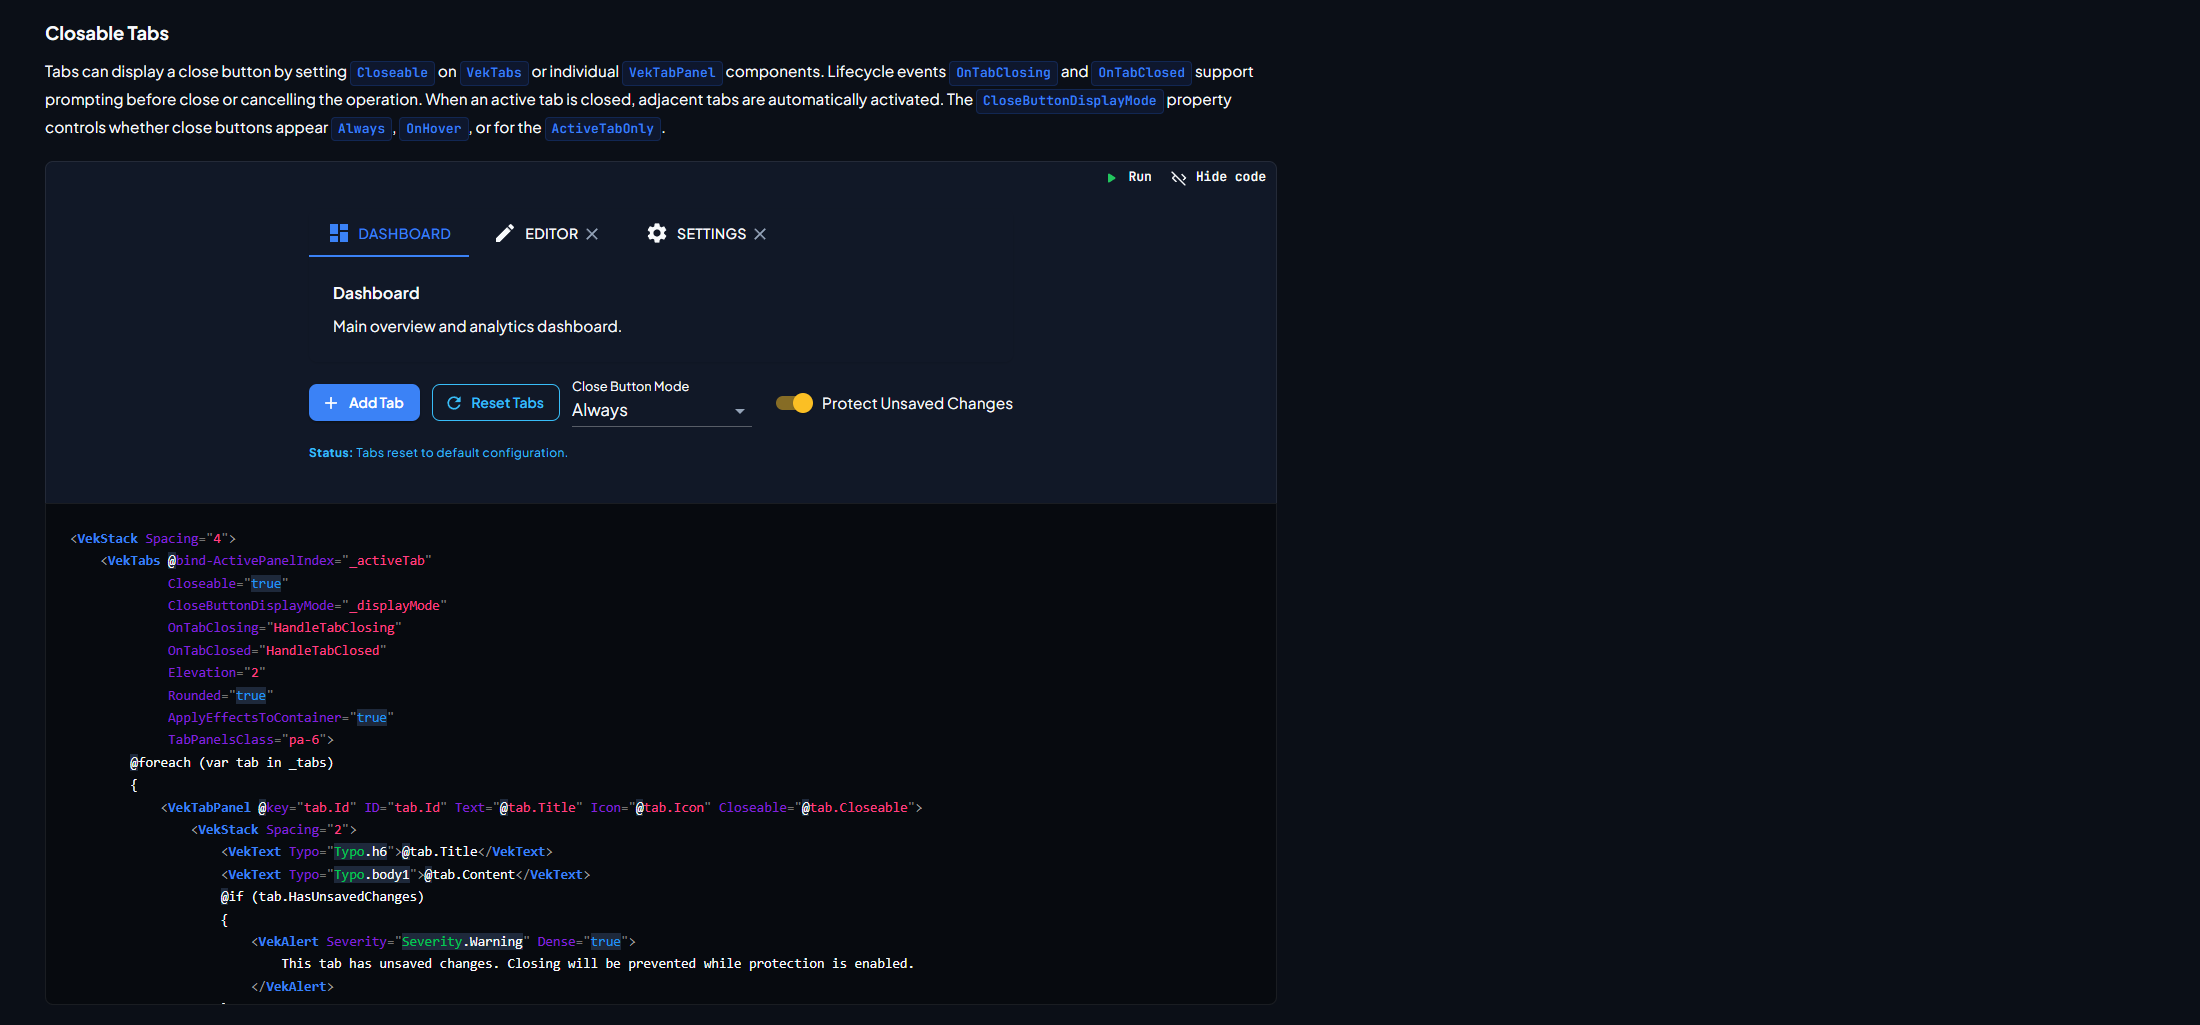 Closable Tabs
Tabs can display a close button by setting Closeable on VekTabs or individual VekTabPanel components. Lifecycle events OnTabClosing and OnTabClosed support
prompting before close or cancelling the operation. When an active tab is closed, adjacent tabs are automatically activated. The CloseButtonDisplayMode property
controls whether close buttons appear Always, OnHover, or for the ActiveTabOnly.
Run Hide code
DASHBOARD EDITOR SETTINGS
Dashboard
Main overview and analytics dashboard.
Close Button Mode
Add Tab Reset Tabs Always Protect Unsaved Changes
Status: Tabs reset to default configuration.
<VekStack Spacing="4">
<VekTabs @bind-ActivePanelIndex="_activeTab"
Closeable="true"
CloseButtonDisplayMode="_displayMode"
OnTabClosing="HandleTabClosing"
OnTabClosed="HandleTabClosed"
Elevation="2"
Rounded="true"
ApplyEffectsToContainer="true"
TabPanelsClass="pa-6">
@foreach (var tab in _tabs)
{
<VekTabPanel @key="tab.Id" ID="tab.Id" Text="@tab.Title" Icon="@tab.Icon" Closeable="@tab.Closeable">
<VekStack Spacing="2">
<VekText Typo="Typo.h6">@tab.Title</VekText>
<VekText Typo="Typo.body1">@tab.Content</VekText>
@if (tab.HasUnsavedChanges)
{
<VekAlert Severity="Severity.Warning" Dense="true">
This tab has unsaved changes. Closing will be prevented while protection is enabled.
</VekAlert>